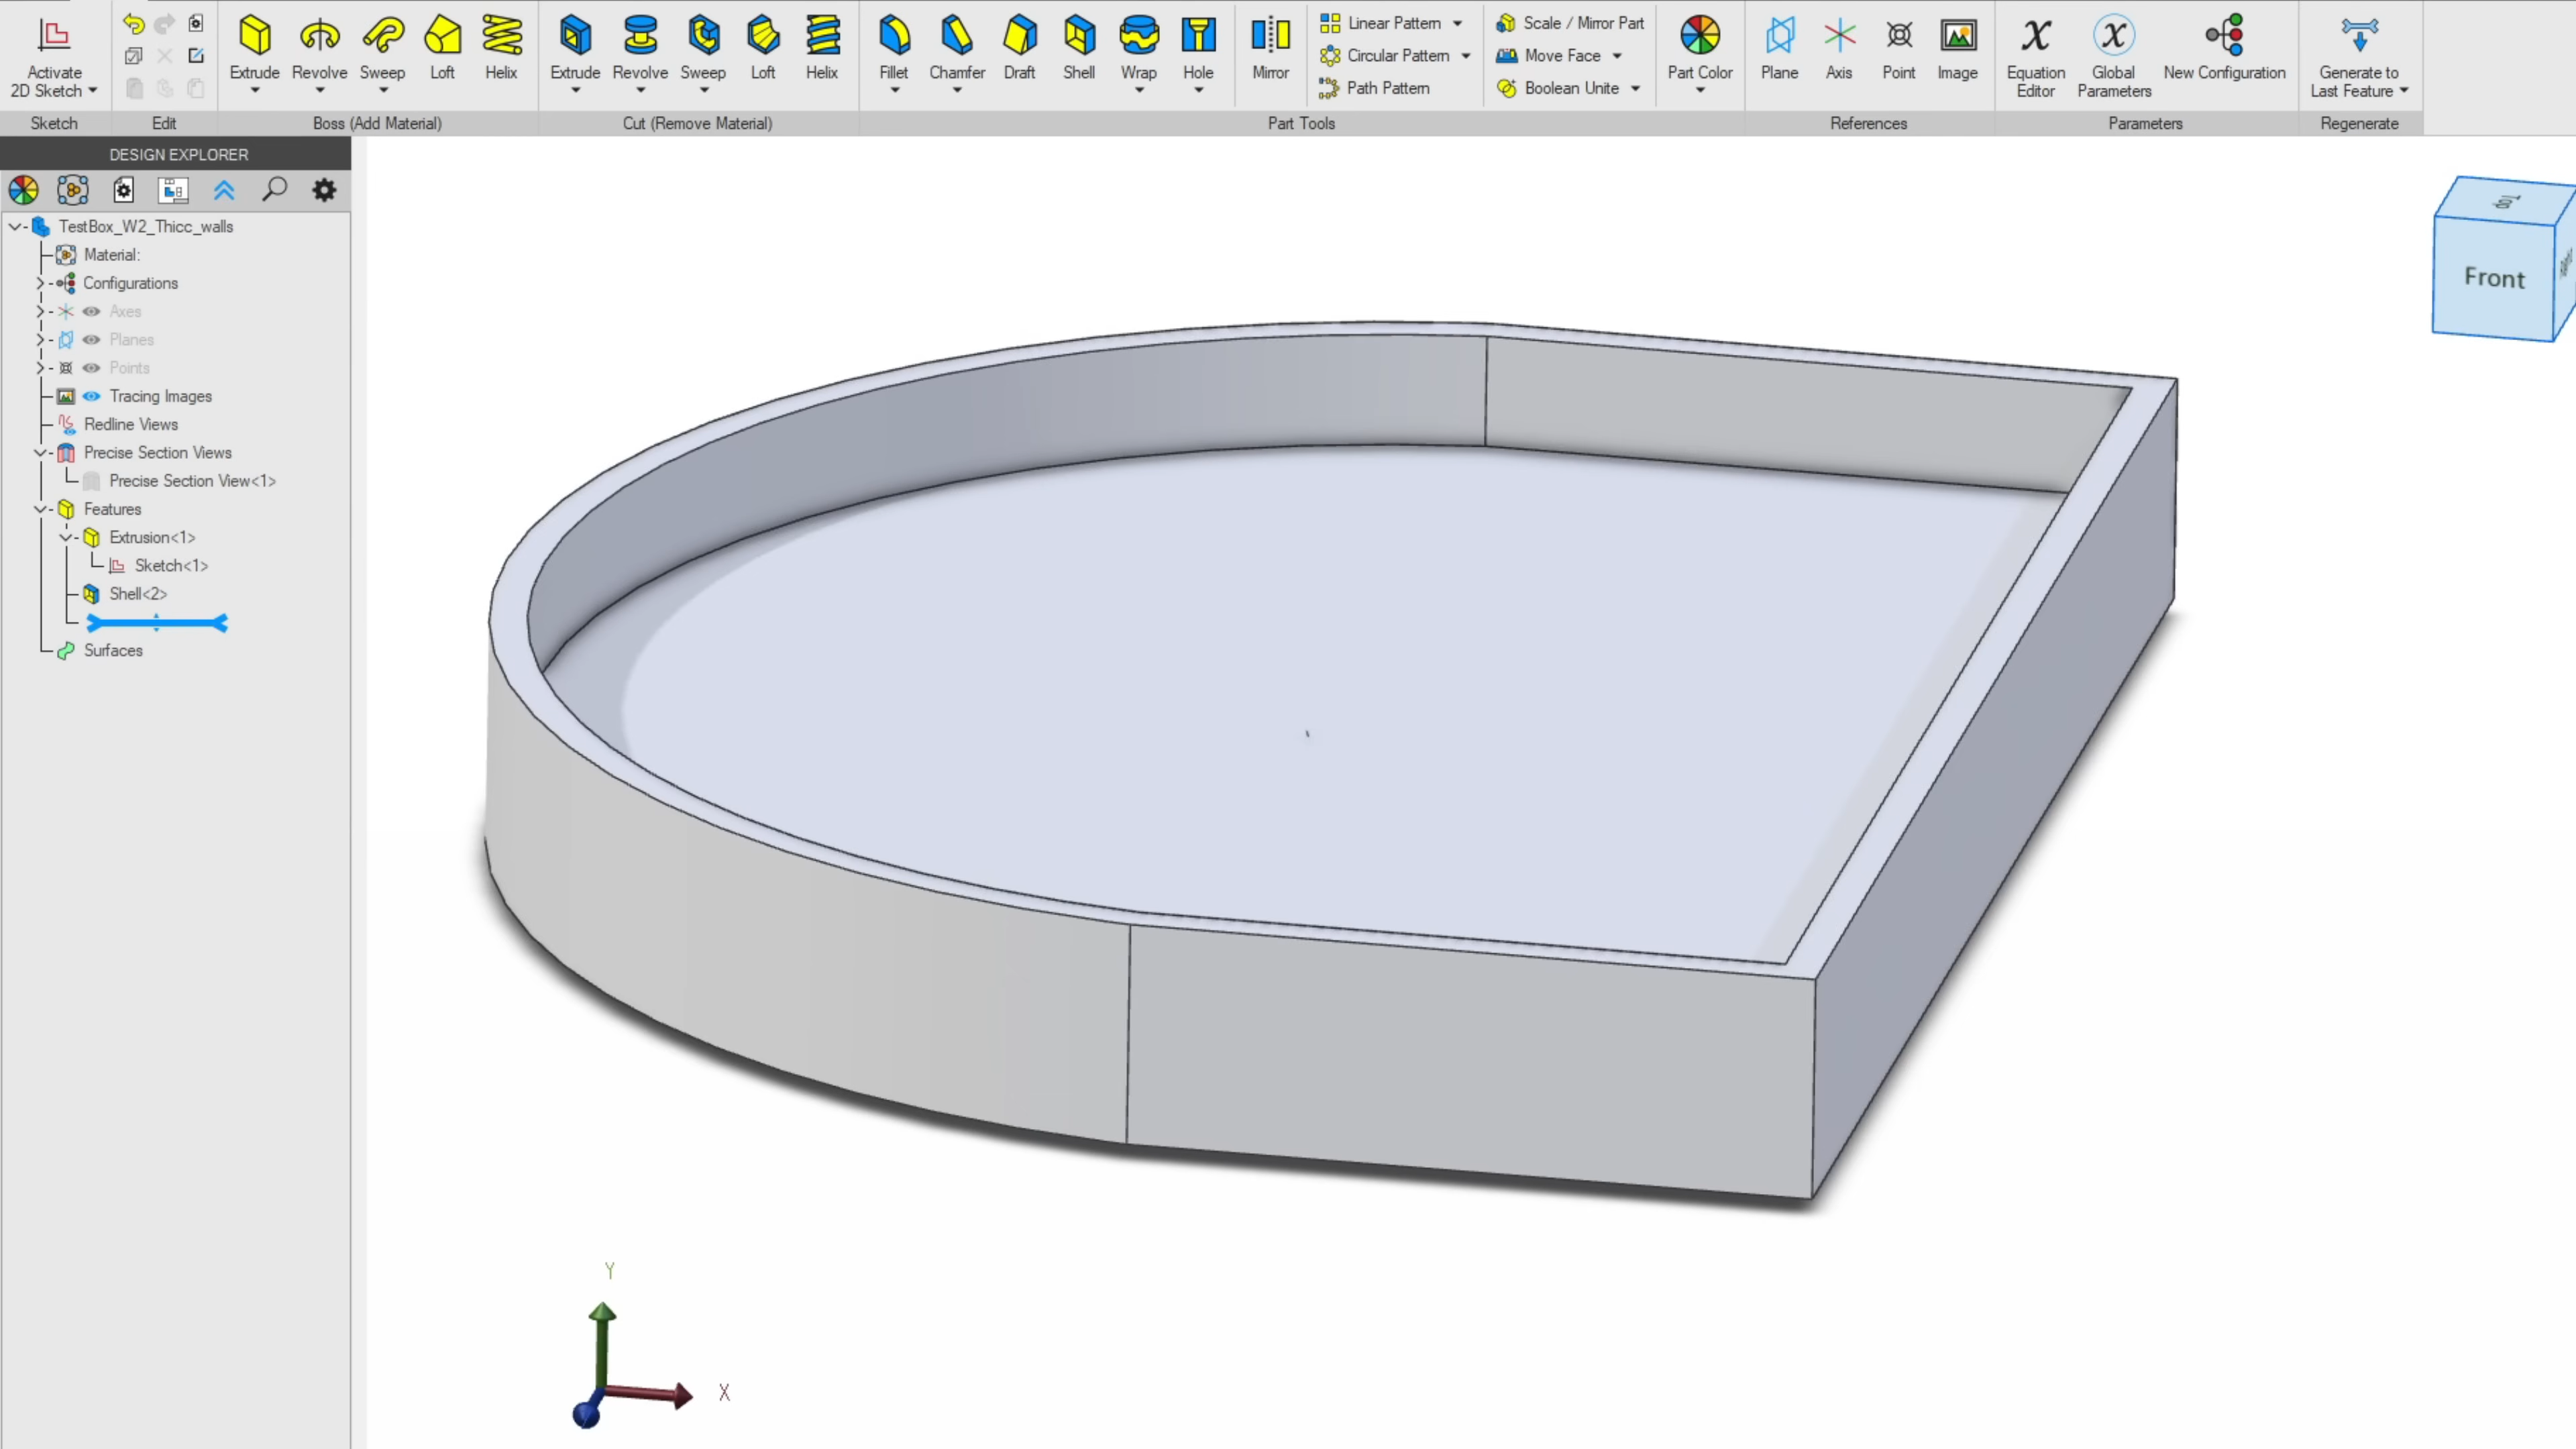 Activate
2D Sketch
Extrude
Revolve
Sweep
Loft
Helix
Extrude
Revolve
Sweep
Loft
Helix
Fillet
Chamfer
Draft
Shell
Wrap
Hole
Mirror
Linear Pattern
Circular Pattern
Path Pattern
Scale / Mirror Part
Move Face
Boolean Unite
Part Color
Plane
Axis
Point
Image
Equation
Editor
Global
Parameters
New Configuration
Generate to
Last Feature
Sketch
Edit
Boss (Add Material)
Cut (Remove Material)
Part Tools
References
Parameters
Regenerate
DESIGN EXPLORER
TestBox_W2_Thicc_walls
Material:
Configurations
Axes
Planes
Points
Tracing Images
Redline Views
Precise Section Views
Precise Section View<1>
Features
Extrusion<1>
Sketch<1>
Shell<2>
Surfaces
Top
Front
Y
X